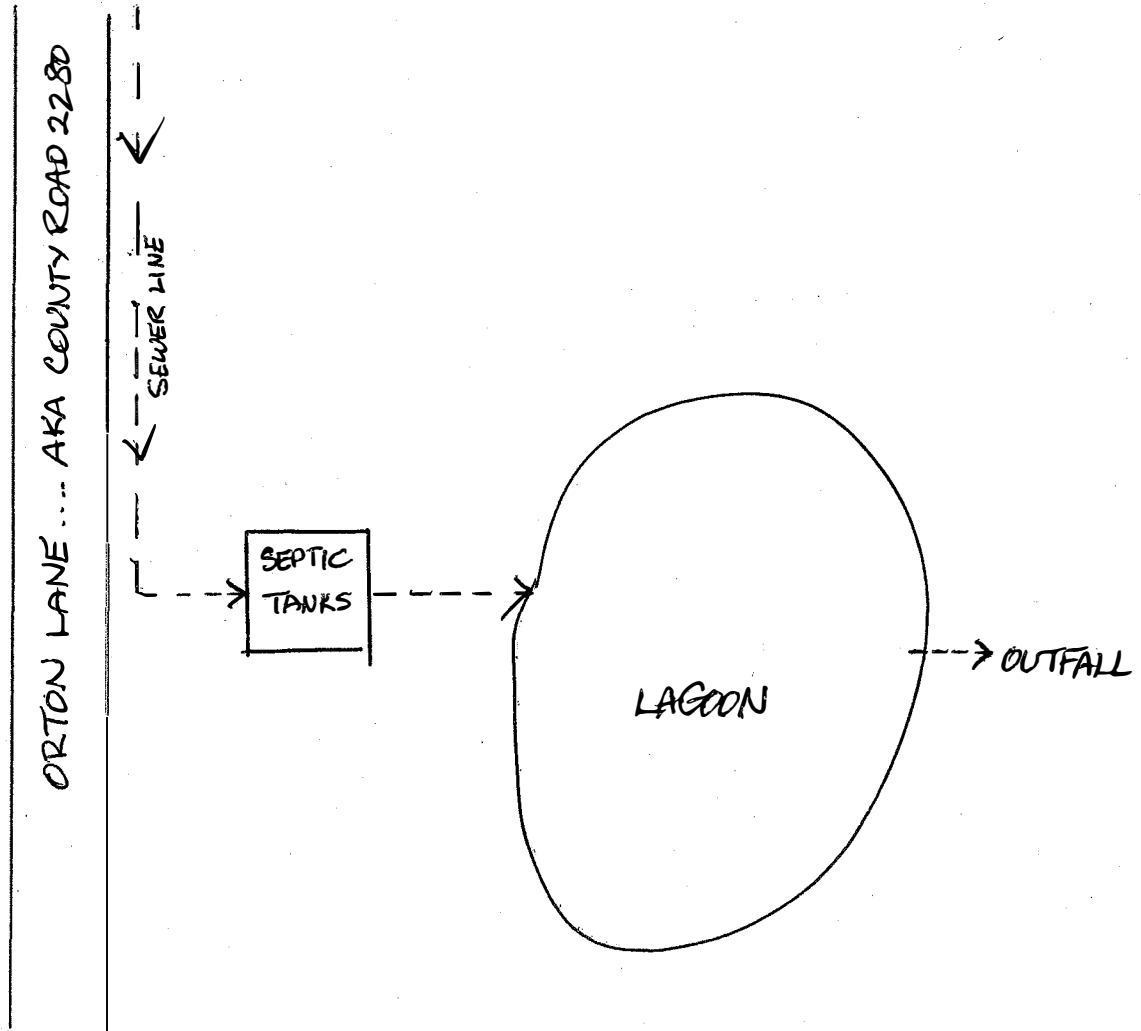 ORTON LANE .... AKA COUNTY ROAD 2280
SEWER LINE
SEPTIC
TANKS
LAGOON
OUTFALL